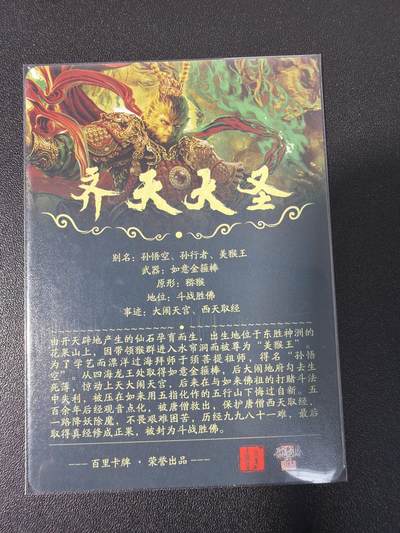 齐天大圣
别名：孙悟空、孙行者、美猴王
武器：如意金箍棒
原形：猕猴
地位：斗战胜佛
事迹：大闹天宫、西天取经
由开天辟地产生的仙石孕育而生，出生地位于东胜神洲的
花果山上，因带领猴群进入水帘洞而被尊为“美猴王”。
为了学艺而漂洋过海拜师于须菩提祖师，得名“孙悟
空”。从四海龙王处取得如意金箍棒，后大闹地府勾去生
死薄，惊动上天大闹天宫，后来在与如来佛祖的打赌斗法
中失利，被压在如来用五指化作的五行山下悔过自新。五
百余年后经观音点化，被唐僧救出，保护唐僧西天取经，
一路降妖除魔，不畏艰难困苦，历经九九八十一难，最后
取得真经修成正果，被封为斗战胜佛。
百里卡牌 · 荣誉出品